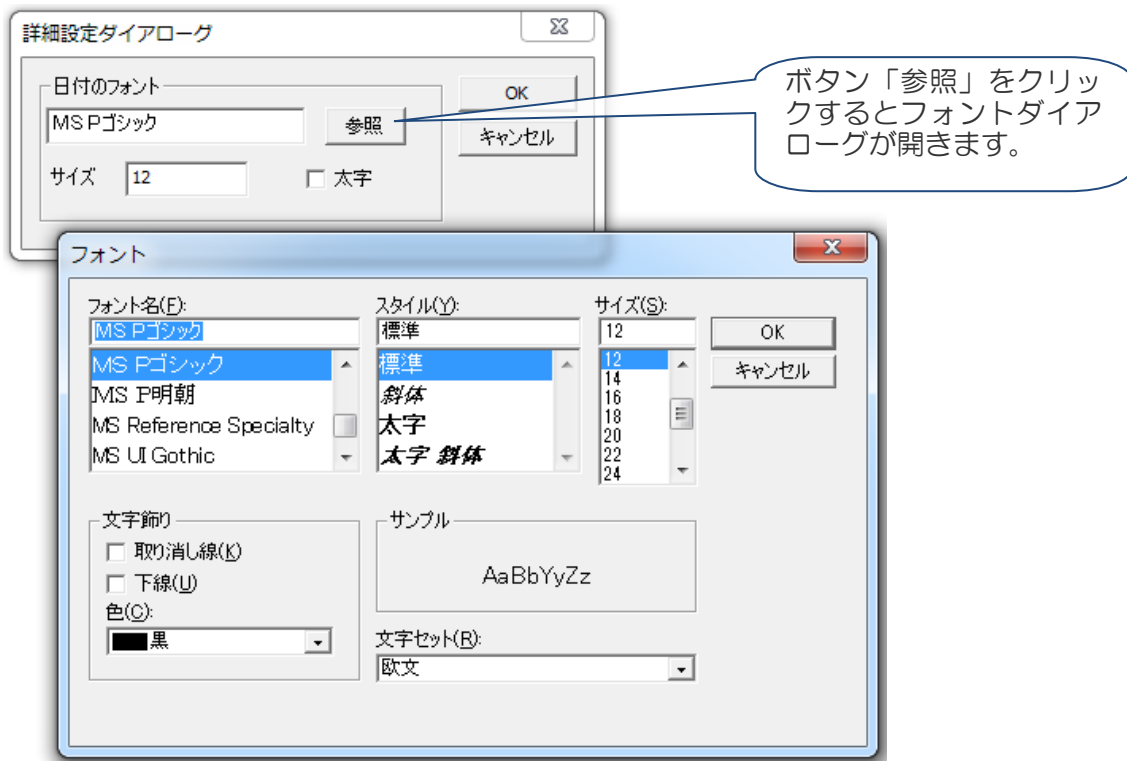 詳細設定ダイアローグ
日付のフォント
MS Pゴシック
参照
OK
キャンセル
サイズ
12
太字
ボタン「参照」をクリッ
クするとフォントダイア
ローグが開きます。
フォント
フォント名(F):
MS Pゴシック
MS Pゴシック
MS P明朝
MS Reference Specialty
MS UI Gothic
スタイル(Y):
標準
標準
斜体
太字
太字 斜体
サイズ(S):
12
12
14
16
18
20
22
24
OK
キャンセル
文字飾り
取り消し線(K)
下線(U)
色(C):
黒
サンプル
AaBbYyZz
文字セット(R):
欧文